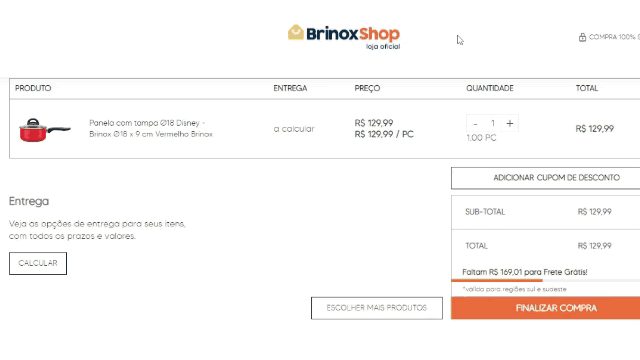 BrinoxShop
loja oficial
COMPRA 100%
PRODUTO ENTREGA PREÇO QUANTIDADE TOTAL
Panela com tampa Ø18 Disney -
Brinox Ø18 x 9 cm Vermelho Brinox
a calcular
R$ 129,99
R$ 129,99 / PC
- 1 +
1.00 PC
R$ 129,99
ADICIONAR CUPOM DE DESCONTO
Entrega
Veja as opções de entrega para seus itens,
com todos os prazos e valores.
CALCULAR
SUB-TOTAL R$ 129,99
TOTAL R$ 129,99
Faltam R$ 169,01 para Frete Grátis!
*válido para regiões sul e sudeste
ESCOLHER MAIS PRODUTOS
FINALIZAR COMPRA